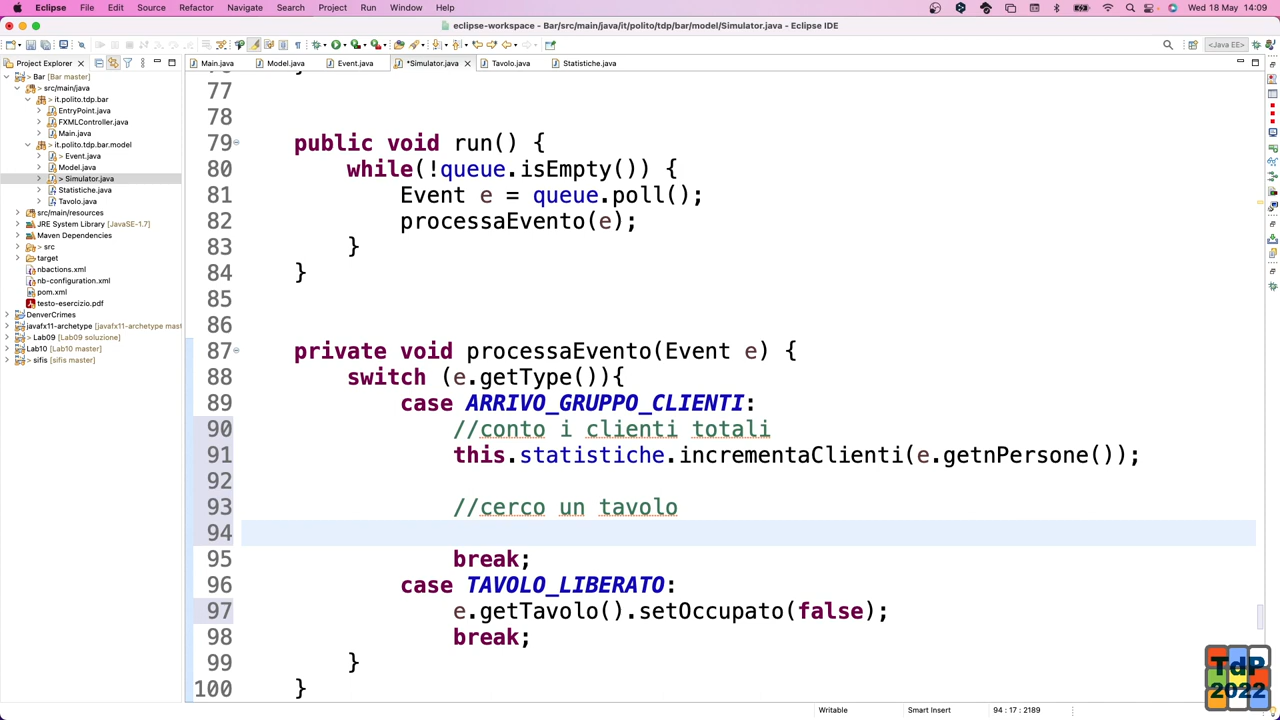 Eclipse File Edit Source Refactor Navigate Search Project Run Window Help Wed 18 May 14:09
eclipse-workspace - Bar/src/main/java/it/polito/tdp/bar/model/Simulator.java - Eclipse IDE
<Java EE>
Project Explorer
Main.java Model.java Event.java *Simulator.java Tavolo.java Statistiche.java
Bar [Bar master]
src/main/java
it.polito.tdp.bar
EntryPoint.java
FXMLController.java
Main.java
it.polito.tdp.bar.model
Event.java
Model.java
> Simulator.java
Statistiche.java
Tavolo.java
src/main/resources
JRE System Library [JavaSE-1.7]
Maven Dependencies
> src
target
nbactions.xml
nb-configuration.xml
pom.xml
testo-esercizio.pdf
DenverCrimes
javafx11-archetype [javafx11-archetype mast
> Lab09 [Lab09 soluzione]
Lab10 [Lab10 master]
> sifis [sifis master]
77
78
79 public void run() {
80 while(!queue.isEmpty()) {
81 Event e = queue.poll();
82 processaEvento(e);
83 }
84 }
85
86
87 private void processaEvento(Event e) {
88 switch (e.getType()){
89 case ARRIVO_GRUPPO_CLIENTI:
90 //conto i clienti totali
91 this.statistiche.incrementaClienti(e.getnPersone());
92
93 //cerco un tavolo
94
95 break;
96 case TAVOLO_LIBERATO:
97 e.getTavolo().setOccupato(false);
98 break;
99 }
100 }
Writable Smart Insert 94 : 17 : 2189
TdP
2022